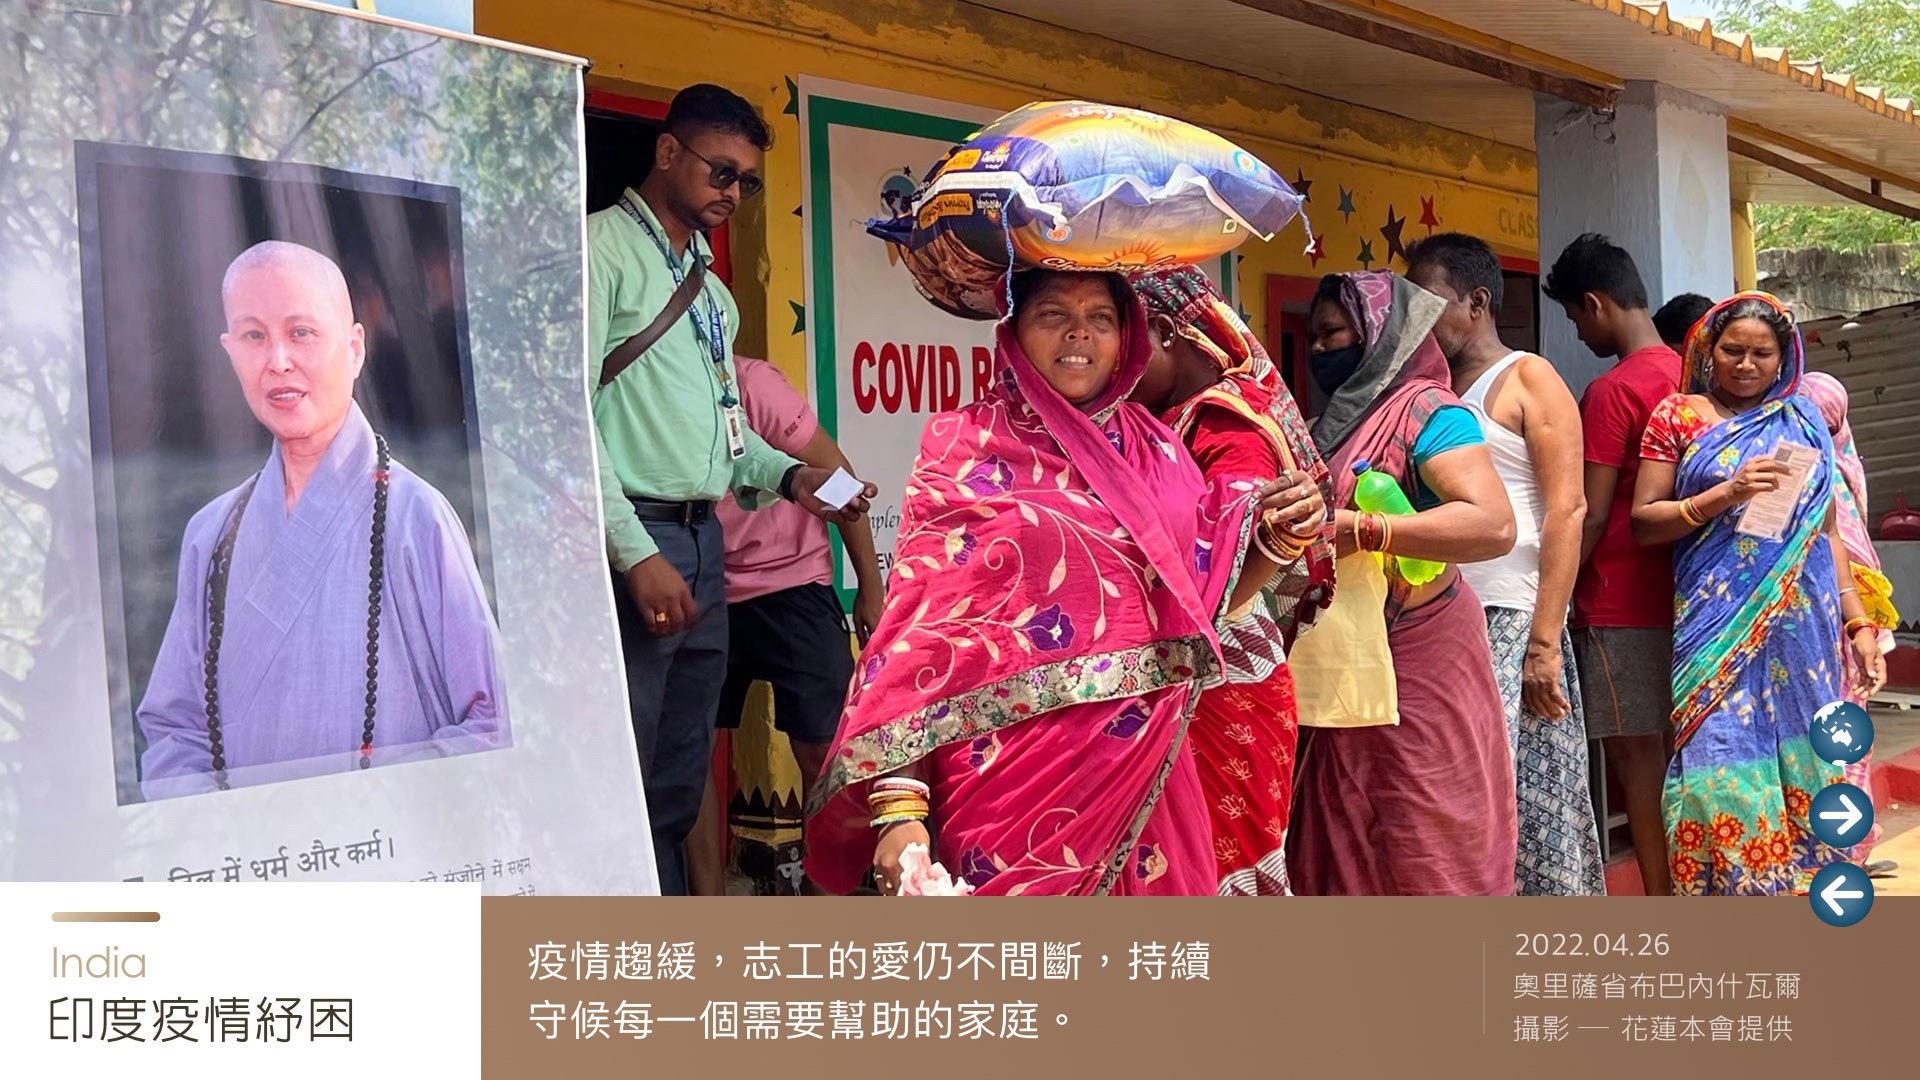 COVID
CLASS
दिल में धर्म और कर्म।
को संजोने में सक्षम
India
印度疫情紓困
疫情趨緩，志工的愛仍不間斷，持續
守候每一個需要幫助的家庭。
2022.04.26
奧里薩省布巴內什瓦爾
攝影 — 花蓮本會提供